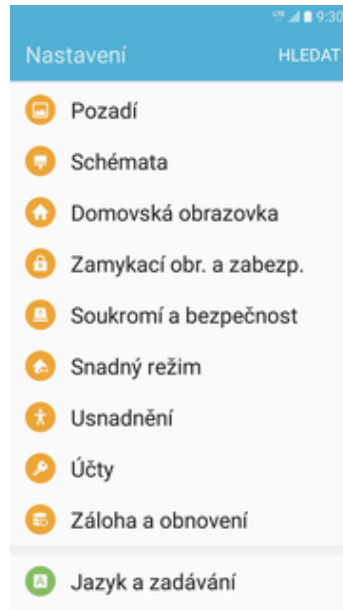 LTE 9:30
Nastavení HLEDAT
Pozadí
Schémata
Domovská obrazovka
Zamykací obr. a zabezp.
Soukromí a bezpečnost
Snadný režim
Usnadnění
Účty
Záloha a obnovení
A Jazyk a zadávání